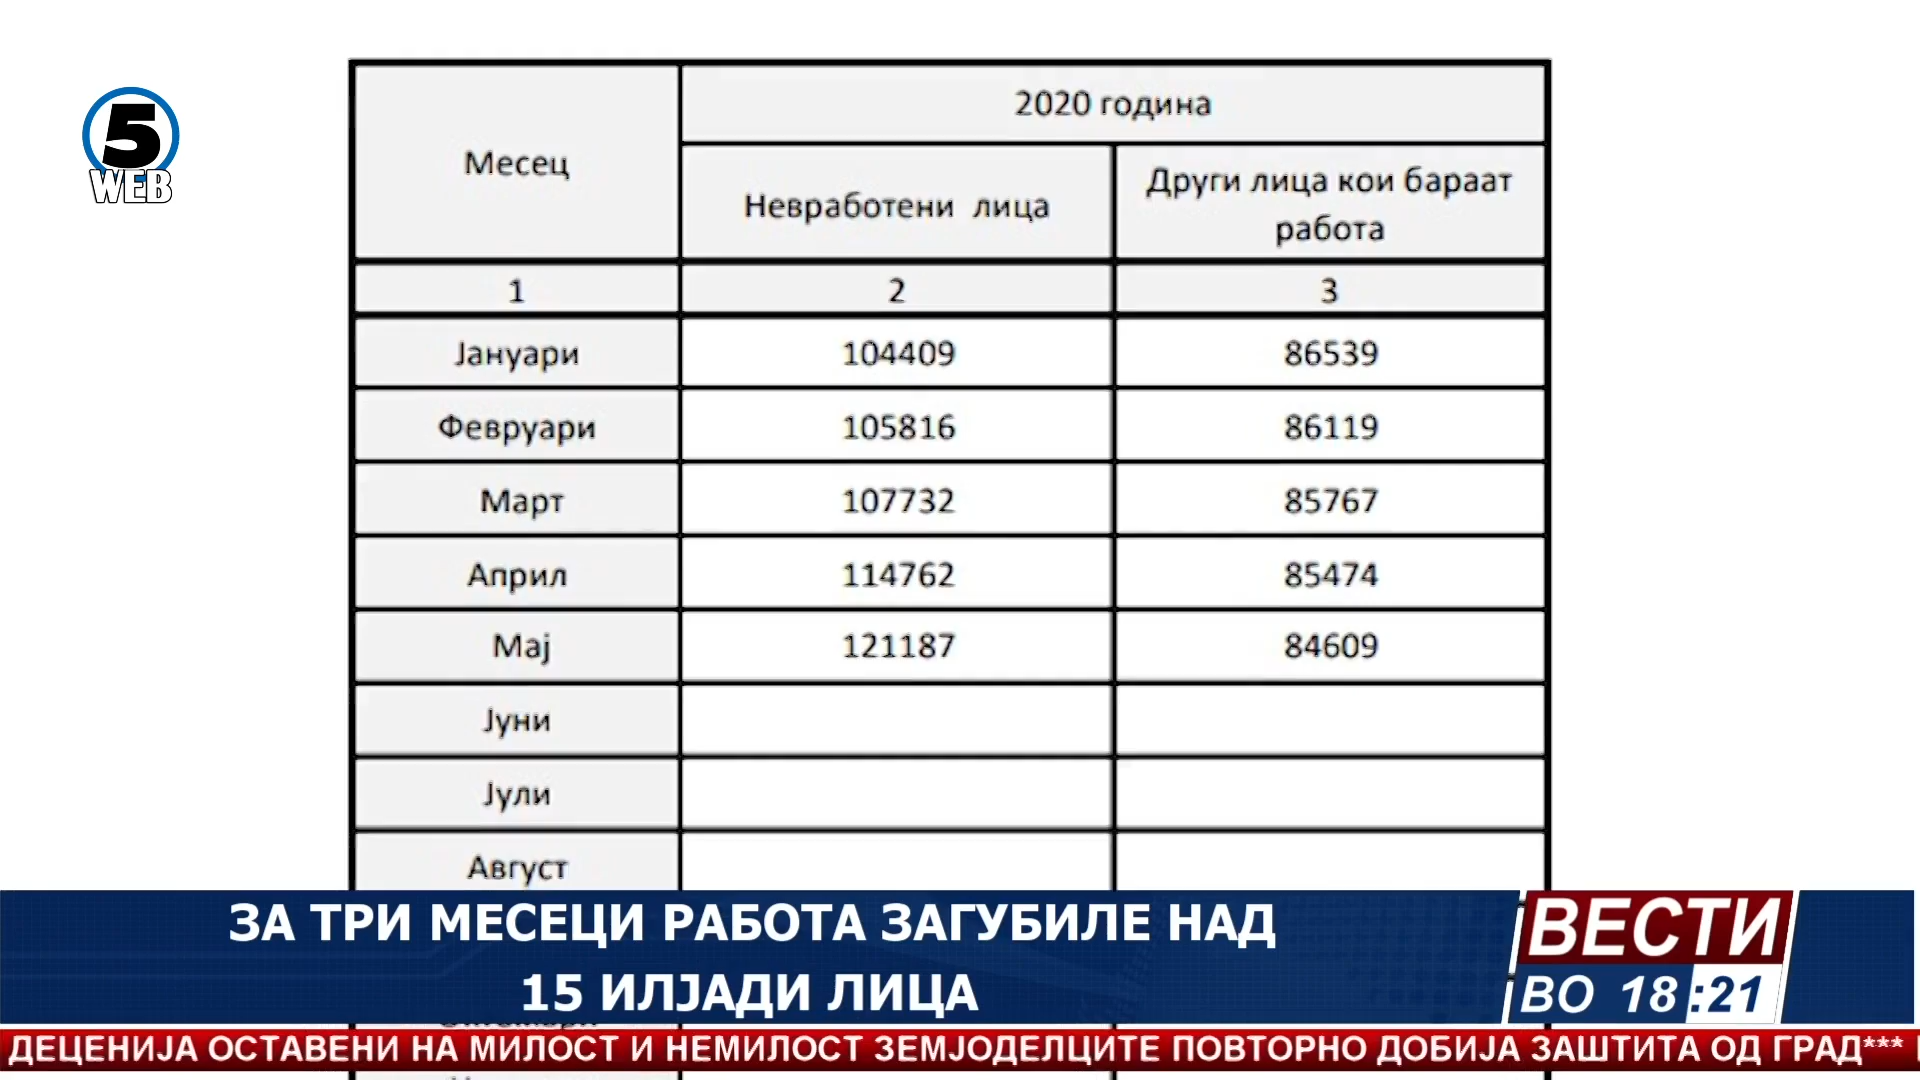 5
WEB
Месец
2020 година
Невработени лица
Други лица кои бараат
работа
1 2 3
Јануари 104409 86539
Февруари 105816 86119
Март 107732 85767
Април 114762 85474
Мај 121187 84609
Јуни
Јули
Август
ЗА ТРИ МЕСЕЦИ РАБОТА ЗАГУБИЛЕ НАД
15 ИЛЈАДИ ЛИЦА
ВЕСТИ
ВО 18:21
ДЕЦЕНИЈА ОСТАВЕНИ НА МИЛОСТ И НЕМИЛОСТ ЗЕМЈОДЕЛЦИТЕ ПОВТОРНО ДОБИЈА ЗАШТИТА ОД ГРАД***